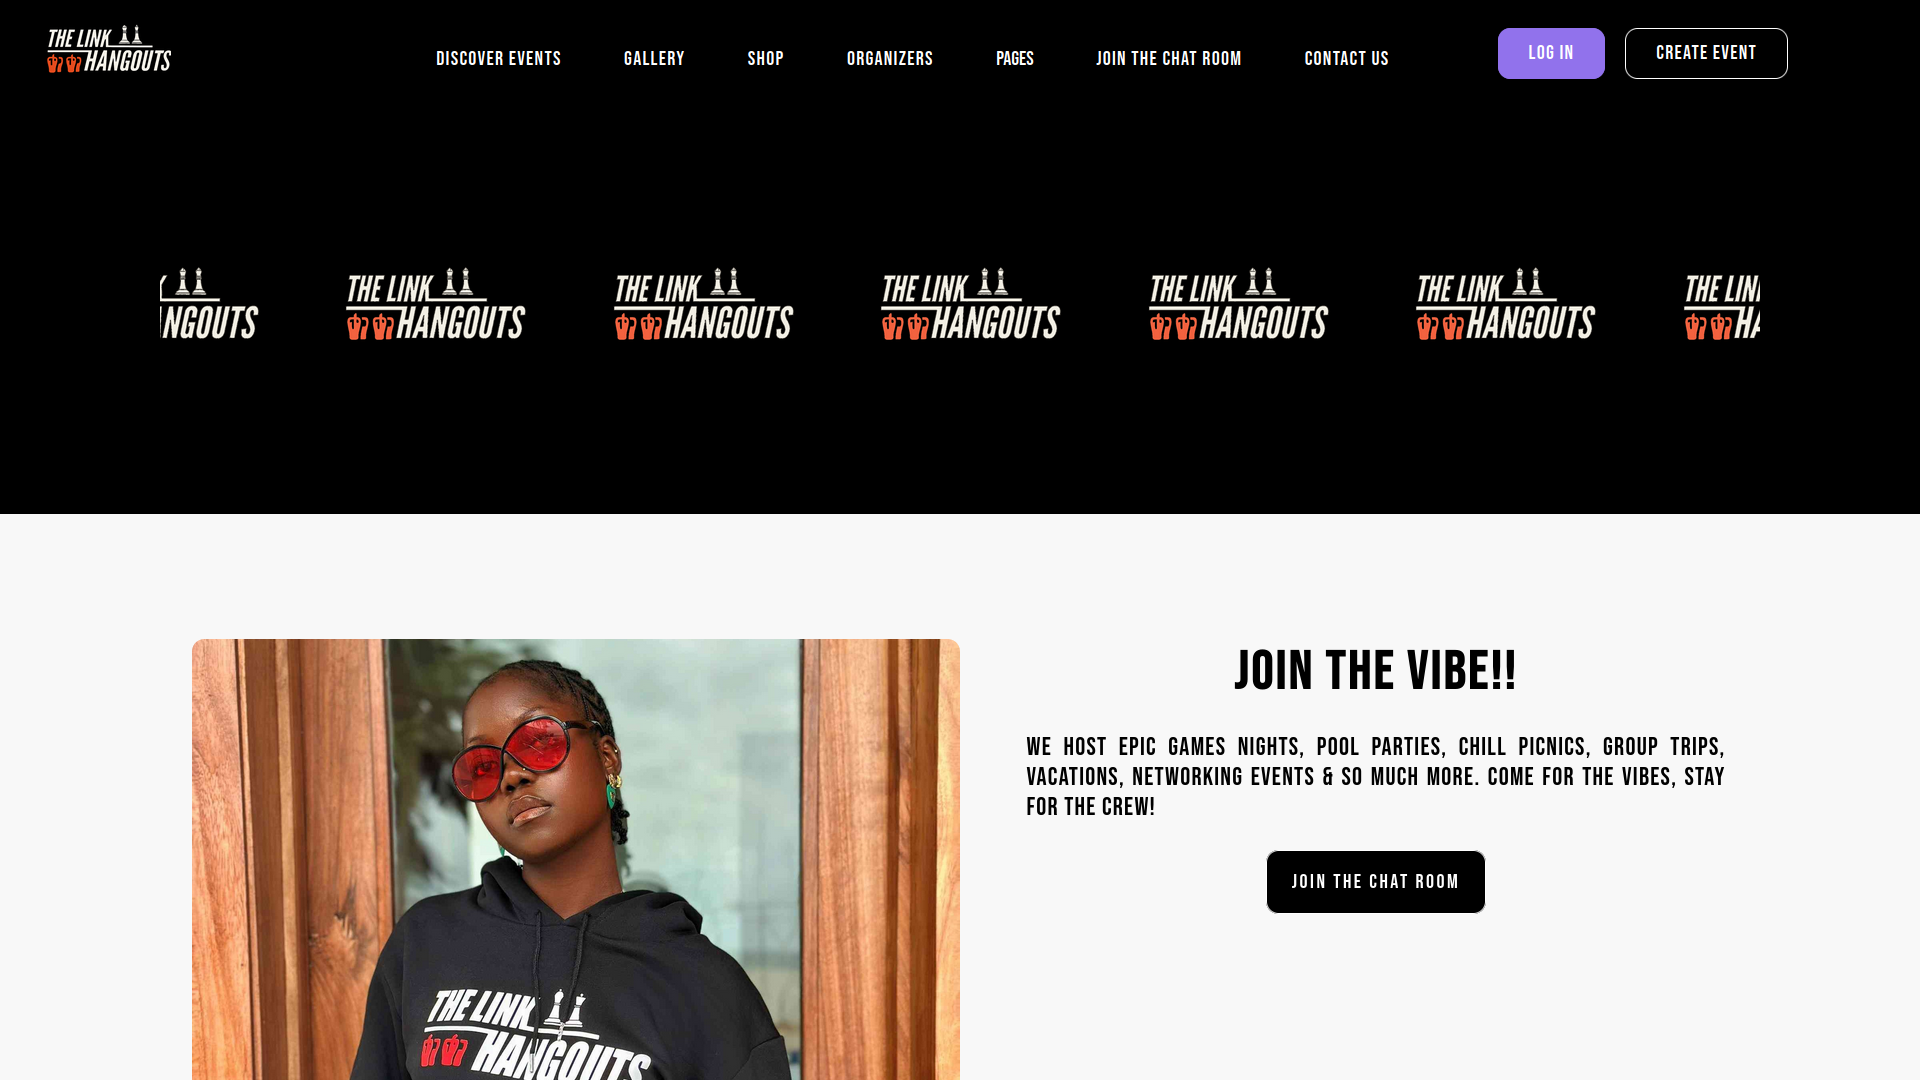 THE LINK
HANGOUTS
DISCOVER EVENTS
GALLERY
SHOP
ORGANIZERS
PAGES
JOIN THE CHAT ROOM
CONTACT US
LOG IN
CREATE EVENT
NGOUTS
THE LINK
HANGOUTS
THE LINK
HANGOUTS
THE LINK
HANGOUTS
THE LINK
HANGOUTS
THE LINK
HANGOUTS
THE LIN
HA
JOIN THE VIBE!!
WE HOST EPIC GAMES NIGHTS, POOL PARTIES, CHILL PICNICS, GROUP TRIPS,
VACATIONS, NETWORKING EVENTS & SO MUCH MORE. COME FOR THE VIBES, STAY
FOR THE CREW!
JOIN THE CHAT ROOM
THE LINK
HANGOUTS